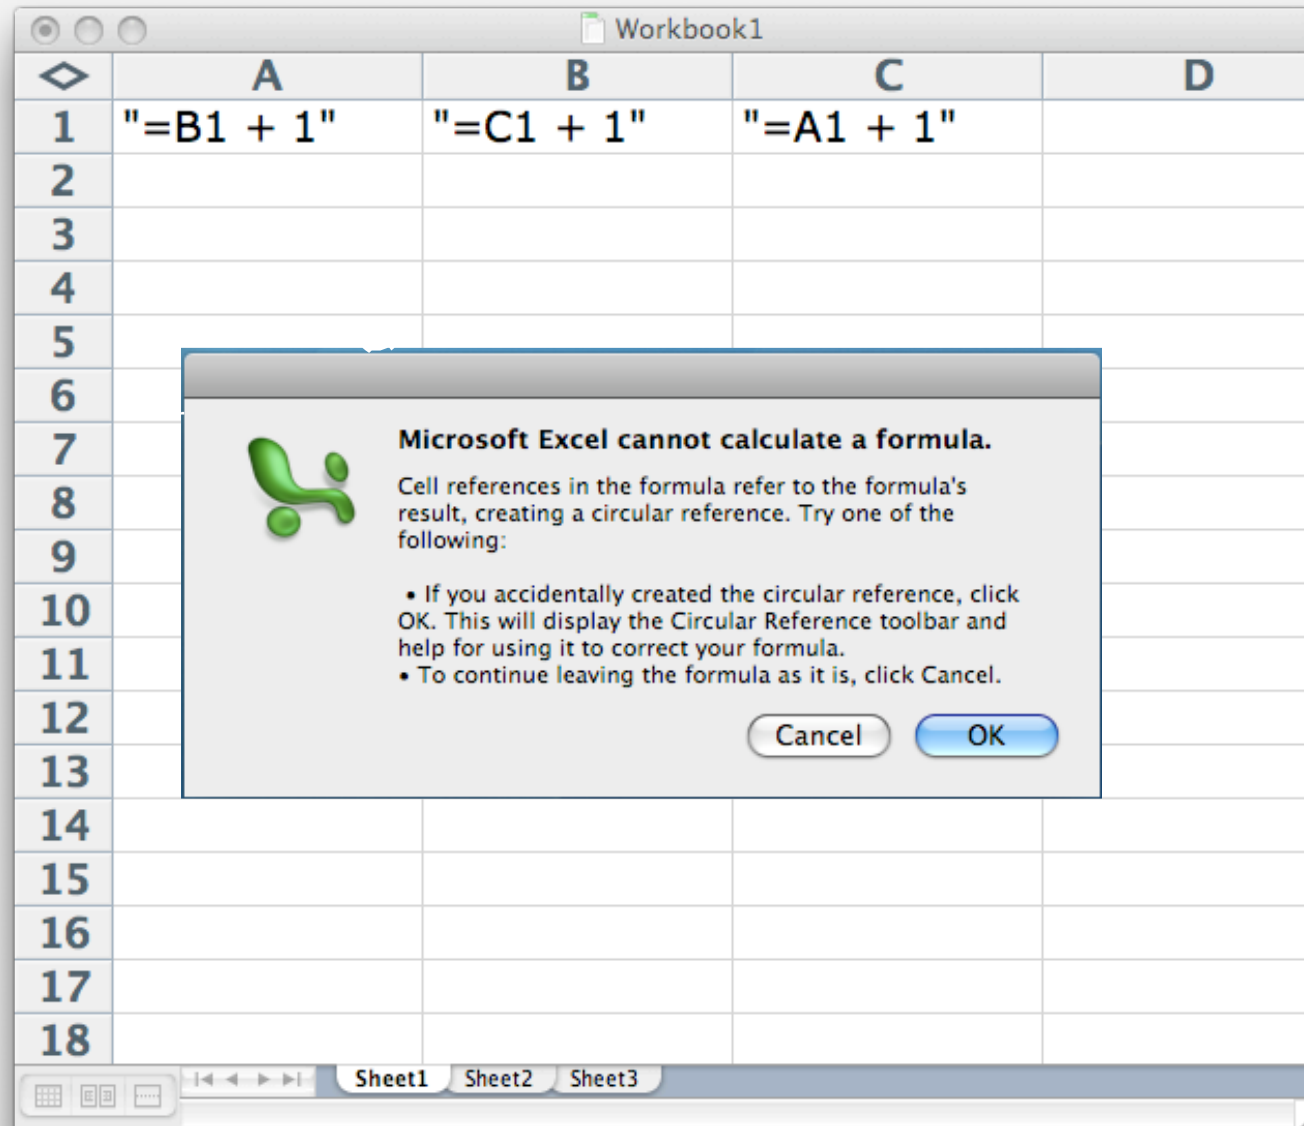 Workbook1
A B C D
1 "=B1 + 1" "=C1 + 1" "=A1 + 1"
2
3
4
5
6
7
8
9
10
11
12
13
14
15
16
17
18
Microsoft Excel cannot calculate a formula.
Cell references in the formula refer to the formula's
result, creating a circular reference. Try one of the
following:
• If you accidentally created the circular reference, click
OK. This will display the Circular Reference toolbar and
help for using it to correct your formula.
• To continue leaving the formula as it is, click Cancel.
Cancel OK
Sheet1 Sheet2 Sheet3